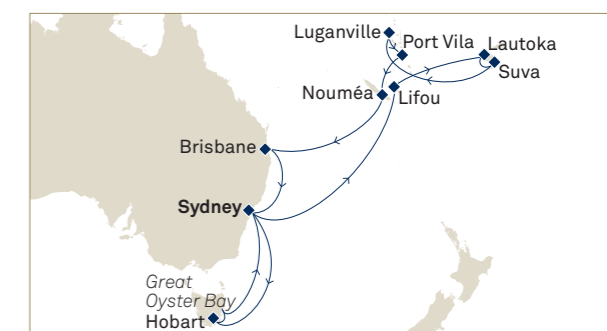 Luganville
Port Vila
Lautoka
Suva
Nouméa
Lifou
Brisbane
Sydney
Great
Oyster Bay
Hobart